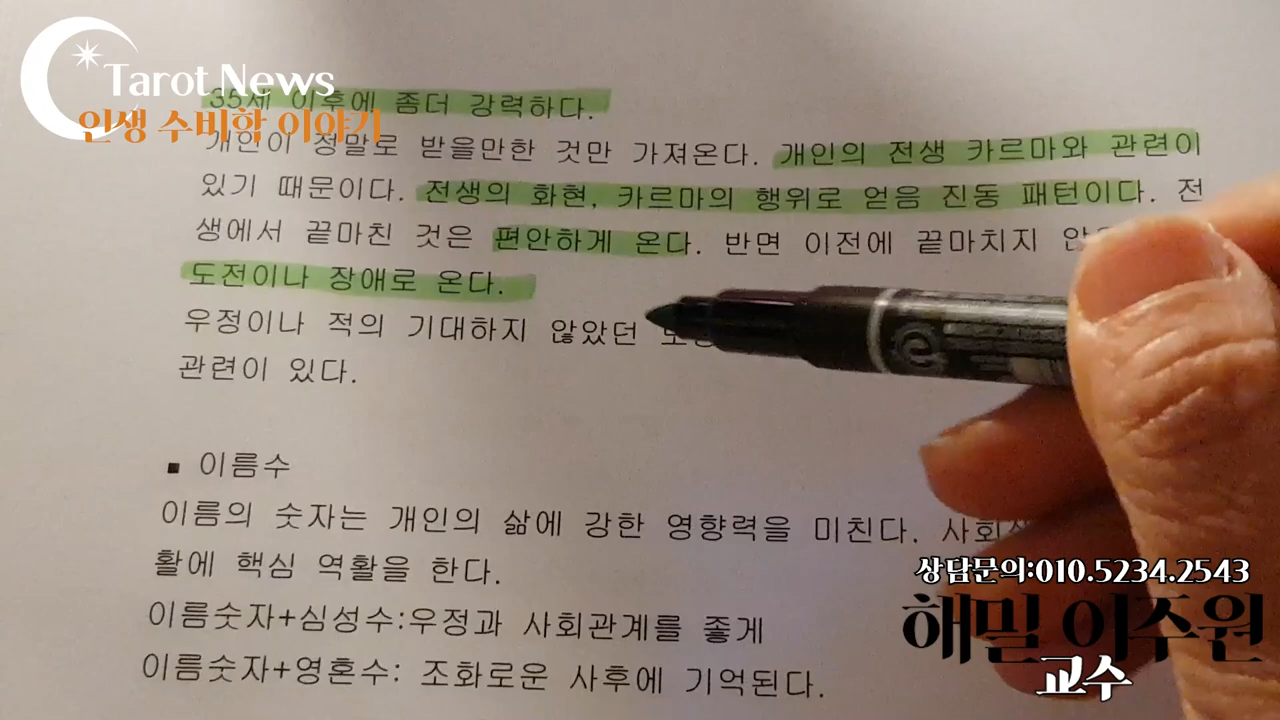 Tarot News
인생 수비학 이야기
35세 이후에 좀더 강력하다.
개인이 정말로 받을만한 것만 가져온다. 개인의 전생 카르마와 관련이
있기 때문이다. 전생의 화현, 카르마의 행위로 얻음 진동 패턴이다. 전
생에서 끝마친 것은 편안하게 온다. 반면 이전에 끝마치지
도전이나 장애로 온다.
우정이나 적의 기대하지 않았던
관련이 있다.
▪ 이름수
이름의 숫자는 개인의 삶에 강한 영향력을 미친다. 사회생
활에 핵심 역활을 한다.
이름숫자+심성수:우정과 사회관계를 좋게
이름숫자+영혼수: 조화로운 사후에 기억된다.
상담문의:010.5234.2543
해밀 이주원
교수